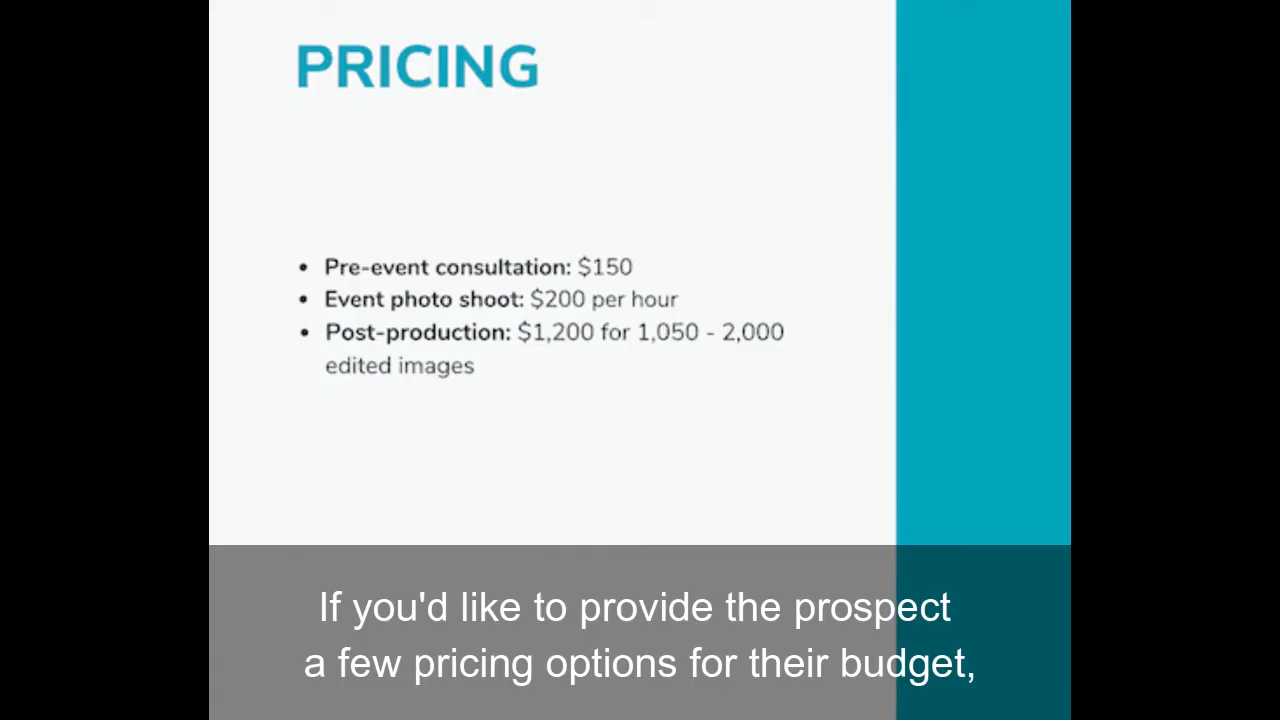 PRICING
• Pre-event consultation: $150
• Event photo shoot: $200 per hour
• Post-production: $1,200 for 1,050 - 2,000
edited images
If you'd like to provide the prospect
a few pricing options for their budget,